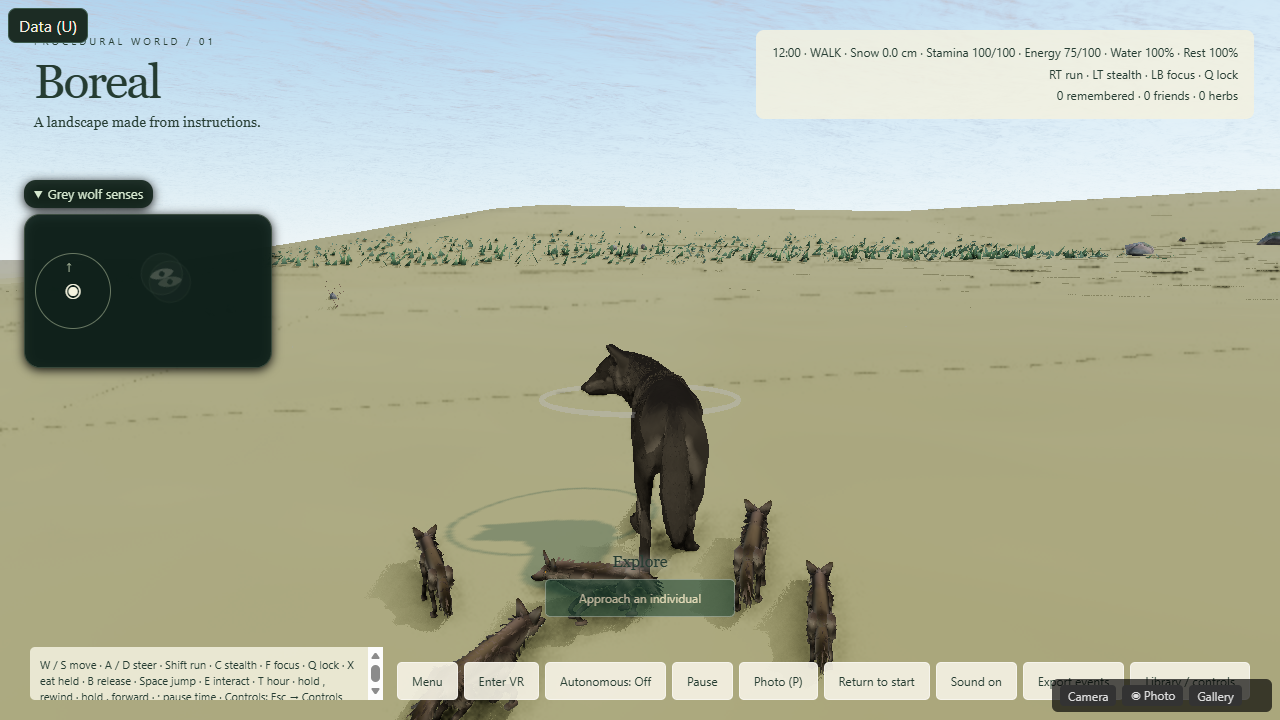 Data (U)
PROCEDURAL WORLD / 01
Boreal
A landscape made from instructions.
12:00 · WALK · Snow 0.0 cm · Stamina 100/100 · Energy 75/100 · Water 100% · Rest 100%
RT run · LT stealth · LB focus · Q lock
0 remembered · 0 friends · 0 herbs
▼ Grey wolf senses
↑
Explore
Approach an individual
W / S move · A / D steer · Shift run · C stealth · F focus · Q lock · X
eat held · B release · Space jump · E interact · T hour · hold ,
rewind · hold . forward · ; pause time · Controls: Esc → Controls
Menu
Enter VR
Autonomous: Off
Pause
Photo (P)
Return to start
Sound on
Export events
Library / controls
Camera
◉ Photo
Gallery